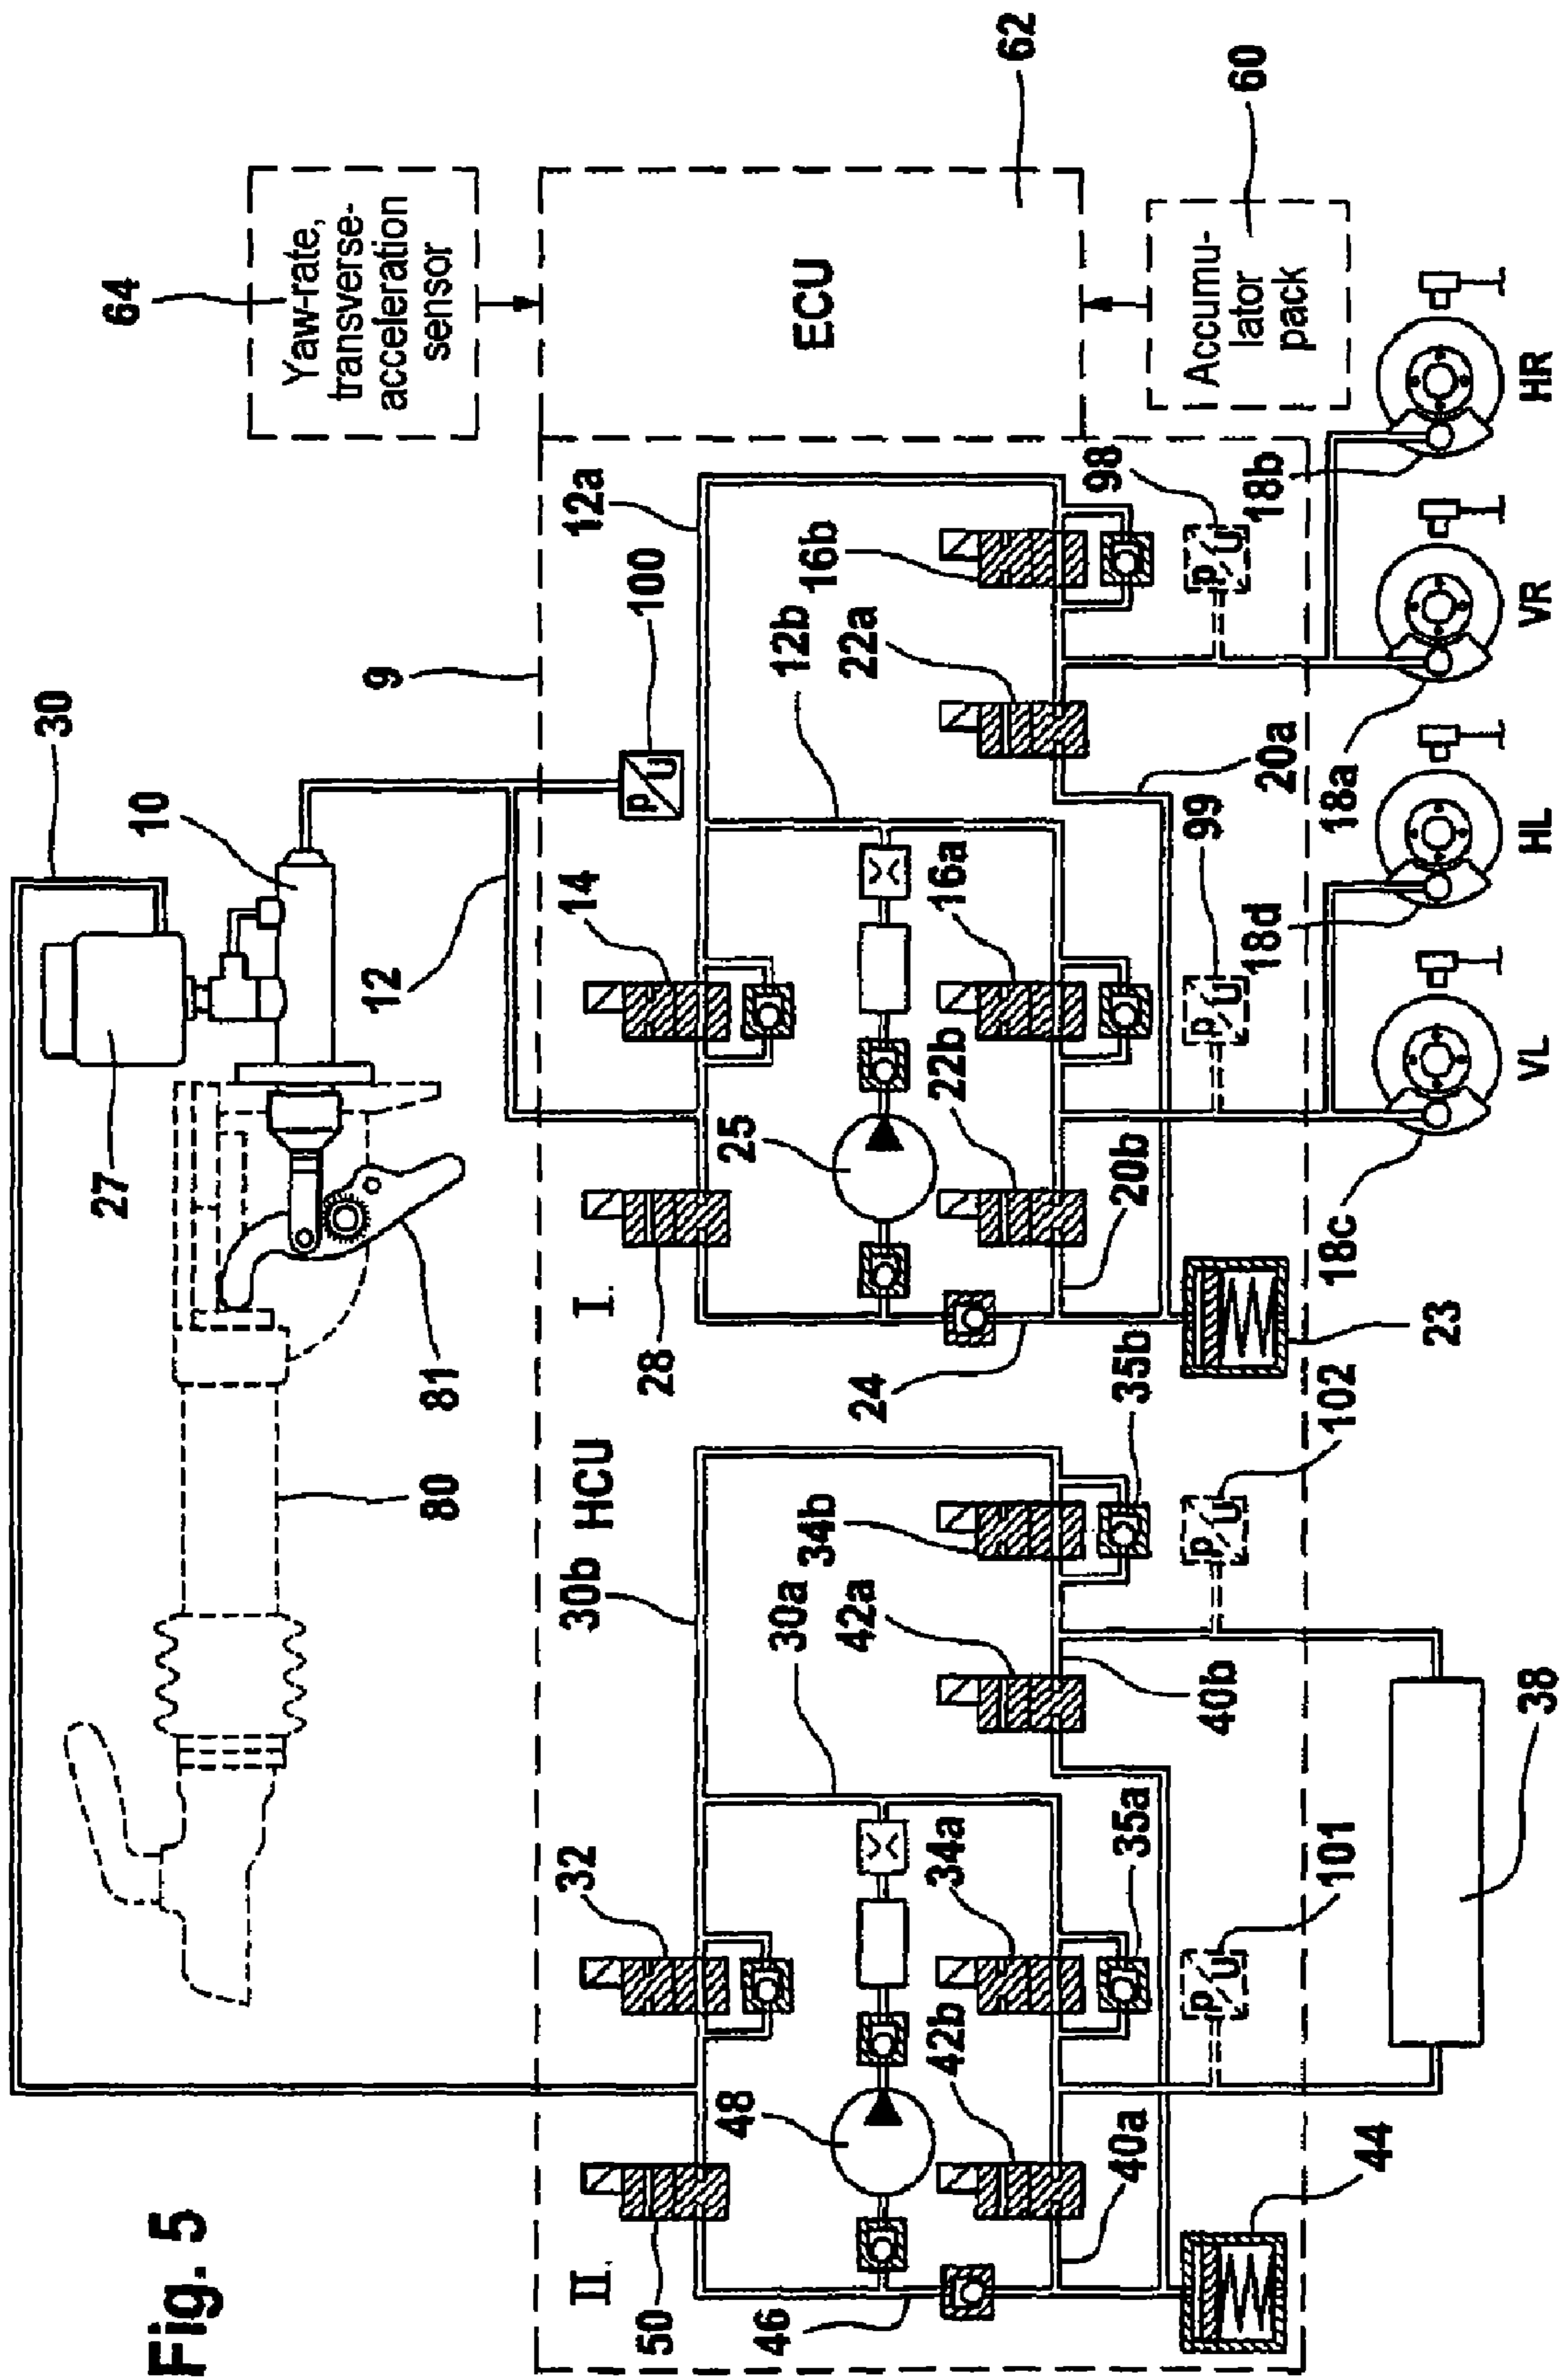 Fig. 5
30
10
27
12
81
80
64
Yaw-rate,
transverse-
acceleration
sensor
62
ECU
60
Accumu-
lator
pack
9
100
p
U
12a
14
28
I.
HCU
12b
16b
22a
25
16a
22b
98
P
U
99
P
U
20a
20b
24
23
18b
18a
18d
18c
HR
VR
HL
VL
II.
50
32
30b
30a
34b
42a
48
34a
42b
35b
35a
102
P
U
101
P
U
40b
40a
46
44
38